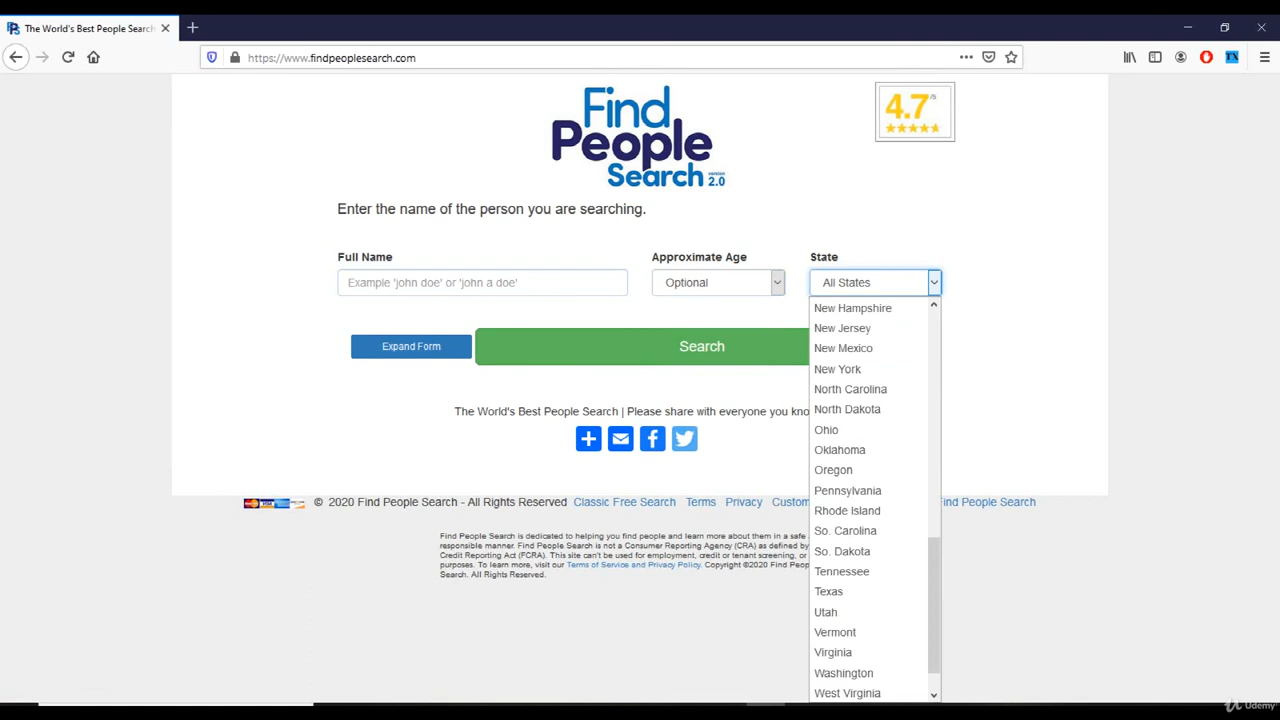 The World's Best People Search
https://www.findpeoplesearch.com
TX
Find
People
Search version 2.0
4.7/5
Enter the name of the person you are searching.
Full Name
Approximate Age
State
Example 'john doe' or 'john a doe'
Optional
All States
New Hampshire
New Jersey
New Mexico
New York
North Carolina
North Dakota
Ohio
Oklahoma
Oregon
Pennsylvania
Rhode Island
So. Carolina
So. Dakota
Tennessee
Texas
Utah
Vermont
Virginia
Washington
West Virginia
Expand Form
Search
The World's Best People Search | Please share with everyone you kno
VISA
© 2020 Find People Search - All Rights Reserved Classic Free Search Terms Privacy Custom ind People Search
Find People Search is dedicated to helping you find people and learn more about them in a safe a
responsible manner. Find People Search is not a Consumer Reporting Agency (CRA) as defined by
Credit Reporting Act (FCRA). This site can't be used for employment, credit or tenant screening, or
purposes. To learn more, visit our Terms of Service and Privacy Policy. Copyright ©2020 Find Peop
Search. All Rights Reserved.
Udemy